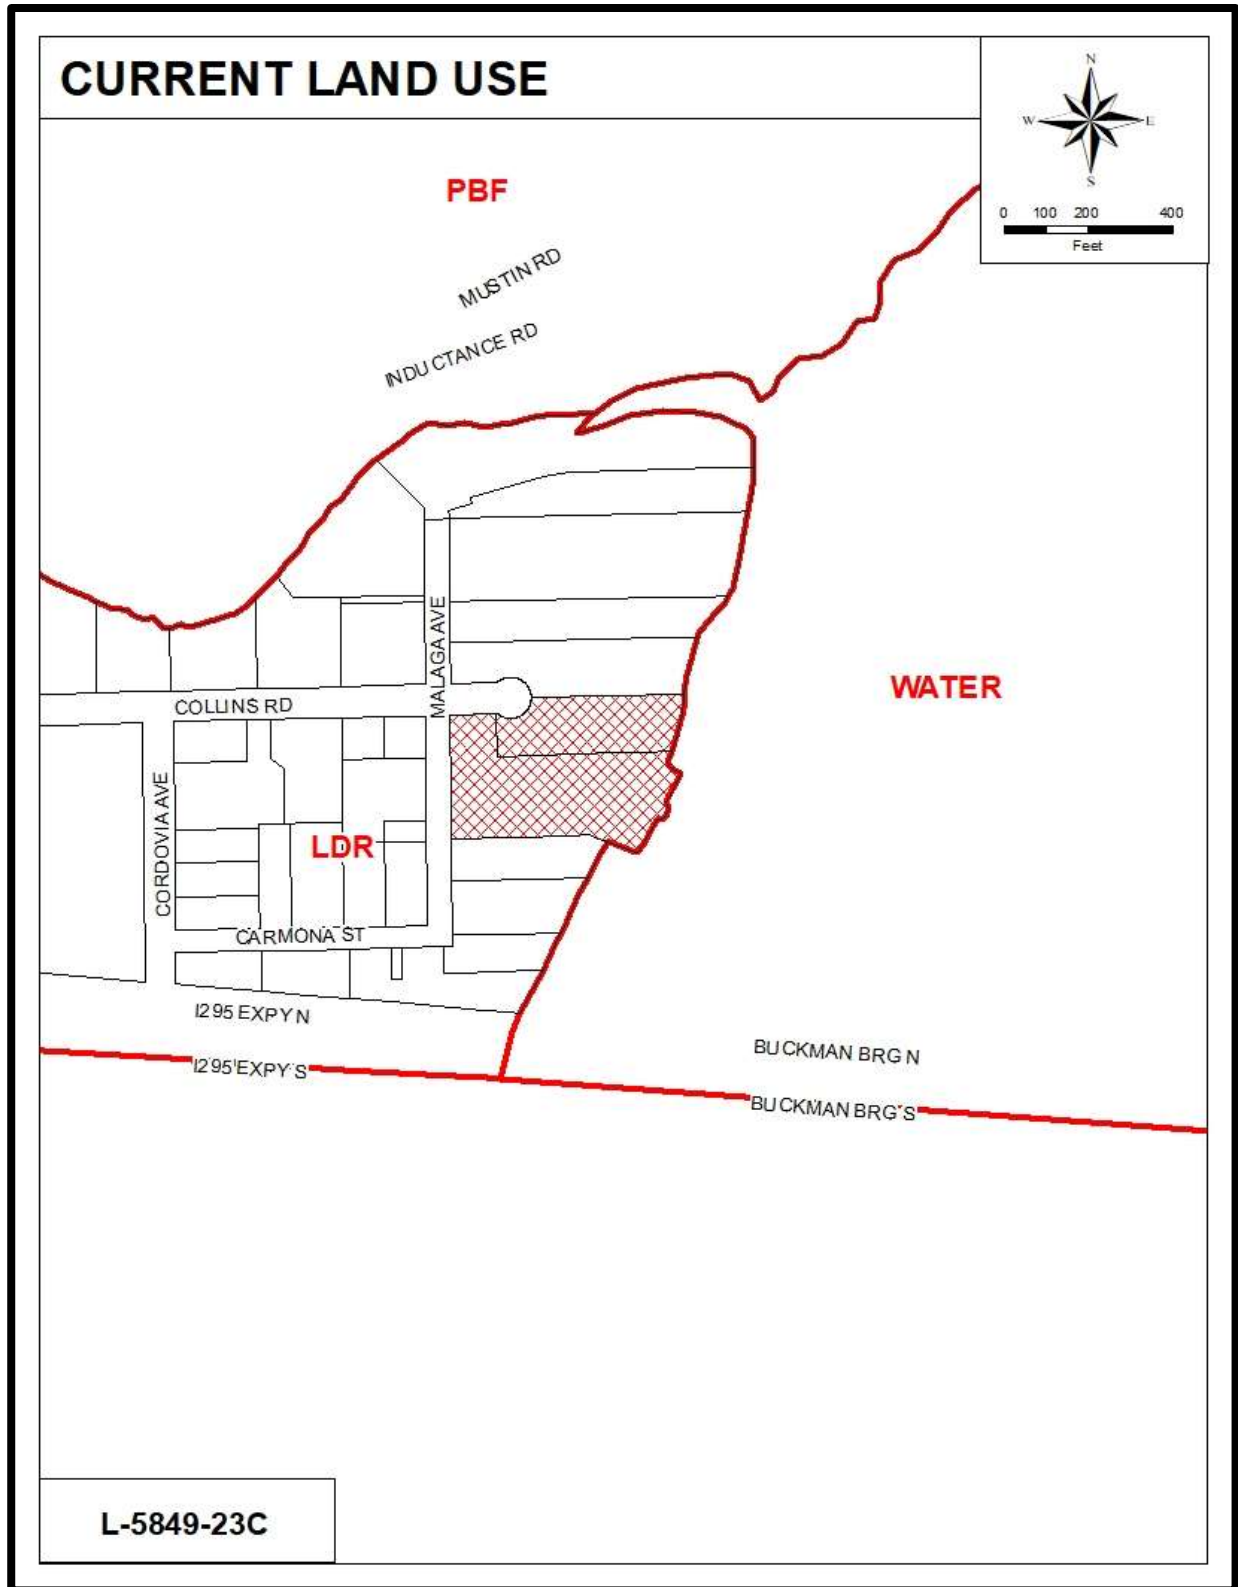 CURRENT LAND USE
N
W
E
S
0 100 200 400
Feet
PBF
MUSTIN RD
INDUCTANCE RD
MALAGA AVE
WATER
COLLINS RD
CORDOVIA AVE
LDR
CARMONA ST
I295 EXPY N
I295 EXPY S
BUCKMAN BRG N
BUCKMAN BRG S
L-5849-23C